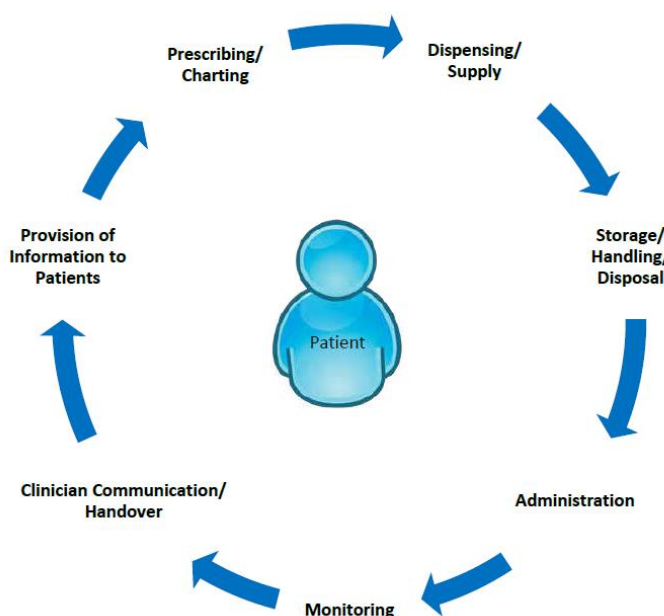 Prescribing/
Charting
Dispensing/
Supply
Storage/
Handling/
Disposal
Administration
Monitoring
Clinician Communication/
Handover
Provision of
Information to
Patients
Patient